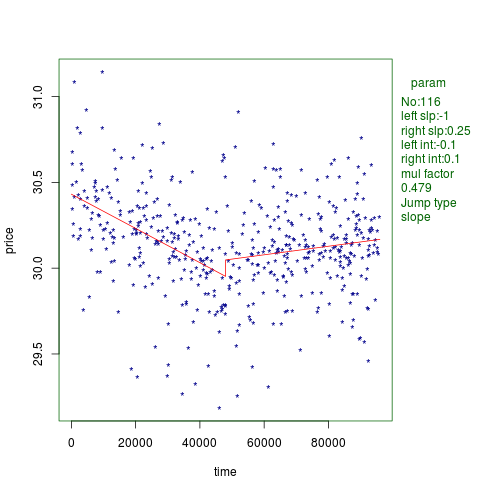 param
No:116
left slp:-1
right slp:0.25
left int:-0.1
right int:0.1
mul factor
0.479
Jump type
slope
price
31.0
30.5
30.0
29.5
0 20000 40000 60000 80000
time